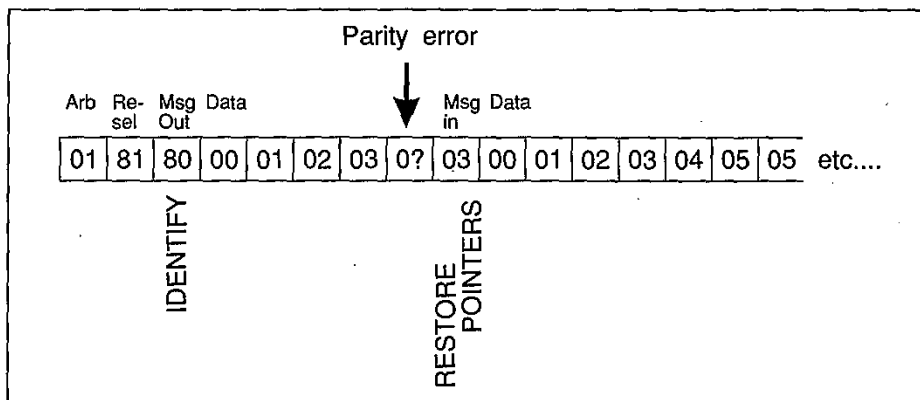 Parity error
Arb Re- Msg Data Msg Data
sel Out in
01 81 80 00 01 02 03 0? 03 00 01 02 03 04 05 05 etc....
IDENTIFY
RESTORE
POINTERS